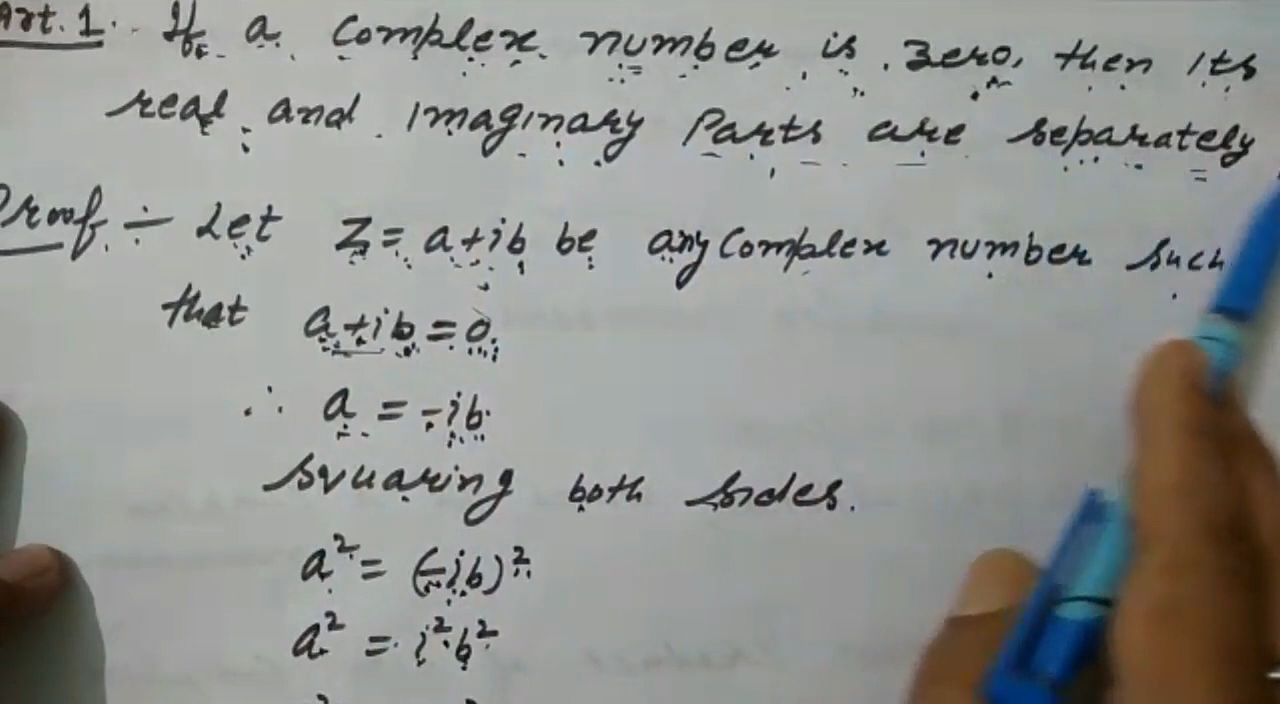 Art. 1. If a complex number is zero, then its
real and imaginary parts are separately
Proof ÷ Let Z = a+ib be any complex number such
that a+ib = 0.
∴ a = -ib.
Squaring both sides.
a² = (-ib)²
a² = i²b²